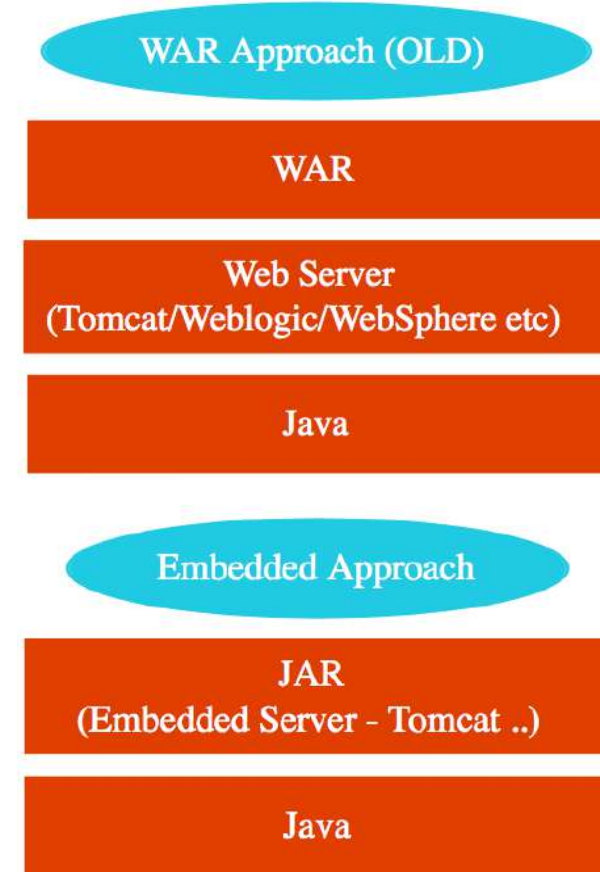 WAR Approach (OLD)
WAR
Web Server
(Tomcat/Weblogic/WebSphere etc)
Java
Embedded Approach
JAR
(Embedded Server - Tomcat ..)
Java